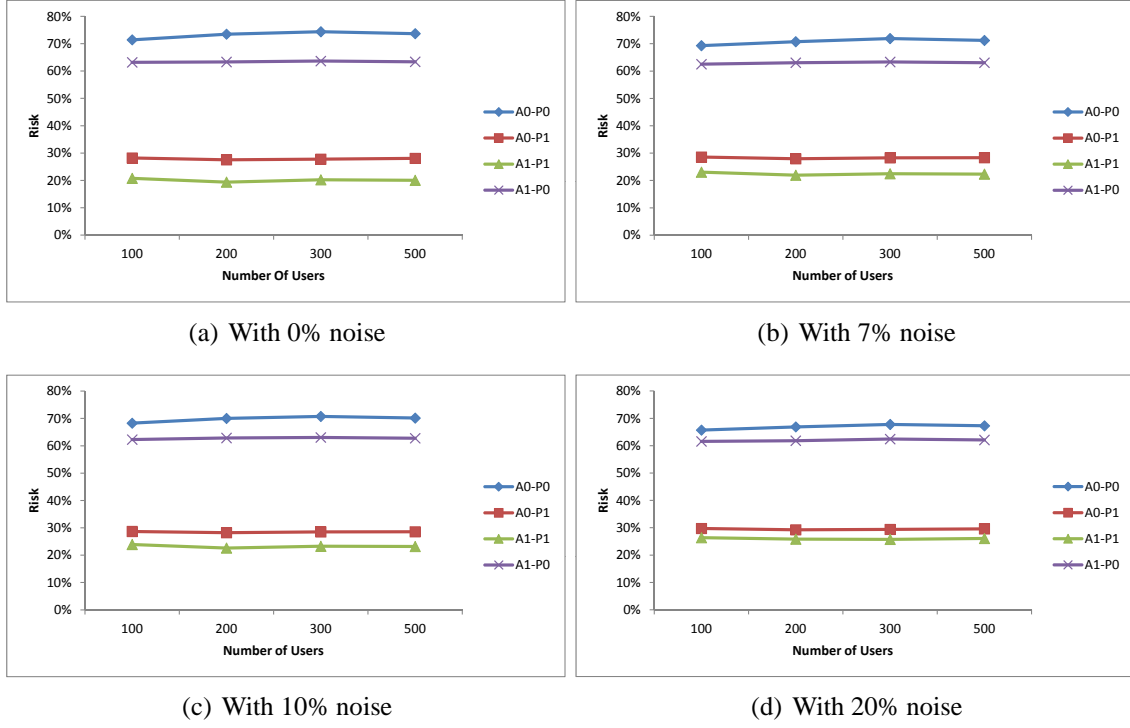 80%
70%
60%
50%
40%
30%
20%
10%
0%
Risk
100 200 300 500
Number Of Users
A0-P0
A0-P1
A1-P1
A1-P0
(a) With 0% noise
80%
70%
60%
50%
40%
30%
20%
10%
0%
Risk
100 200 300 500
Number of Users
A0-P0
A0-P1
A1-P1
A1-P0
(b) With 7% noise
80%
70%
60%
50%
40%
30%
20%
10%
0%
Risk
100 200 300 500
Number of Users
A0-P0
A0-P1
A1-P1
A1-P0
(c) With 10% noise
80%
70%
60%
50%
40%
30%
20%
10%
0%
Risk
100 200 300 500
Number of Users
A0-P0
A0-P1
A1-P1
A1-P0
(d) With 20% noise